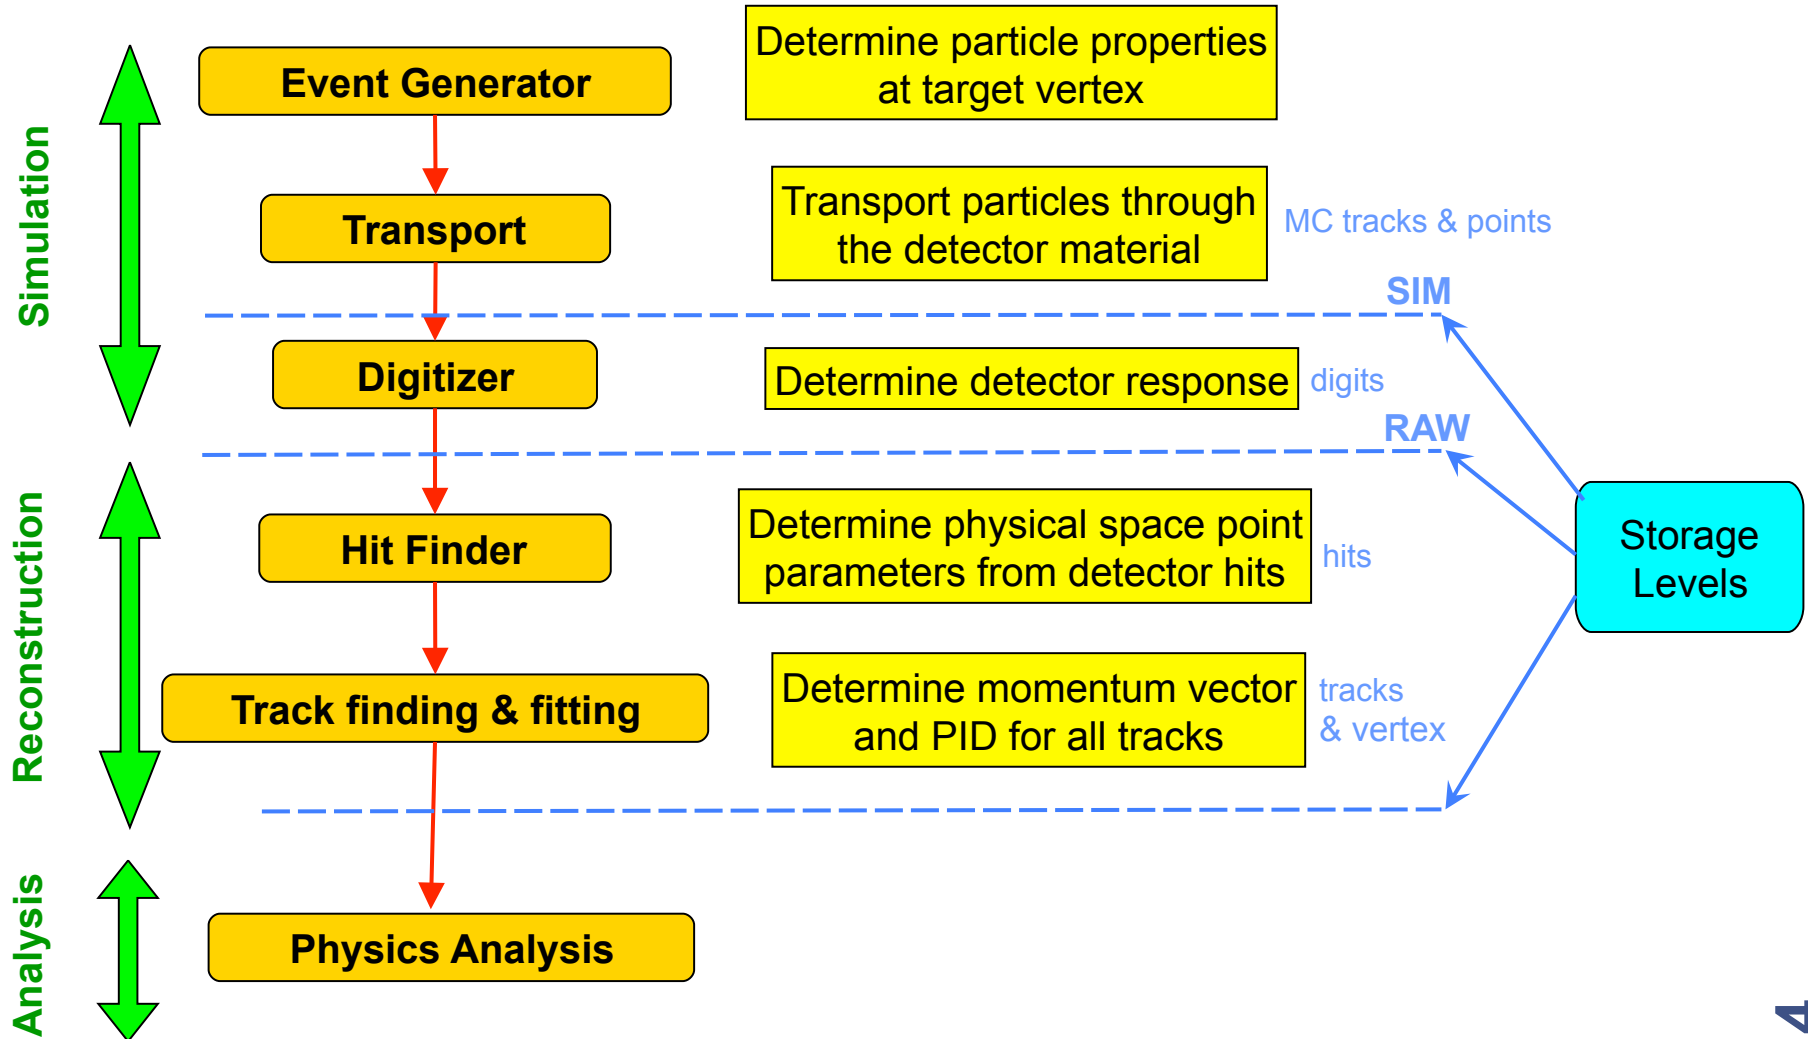 Simulation
Event Generator
Determine particle properties
at target vertex
Transport
Transport particles through
the detector material
MC tracks & points
SIM
Digitizer
Determine detector response
digits
RAW
Reconstruction
Hit Finder
Determine physical space point
parameters from detector hits
hits
Storage
Levels
Track finding & fitting
Determine momentum vector
and PID for all tracks
tracks
& vertex
Analysis
Physics Analysis
4